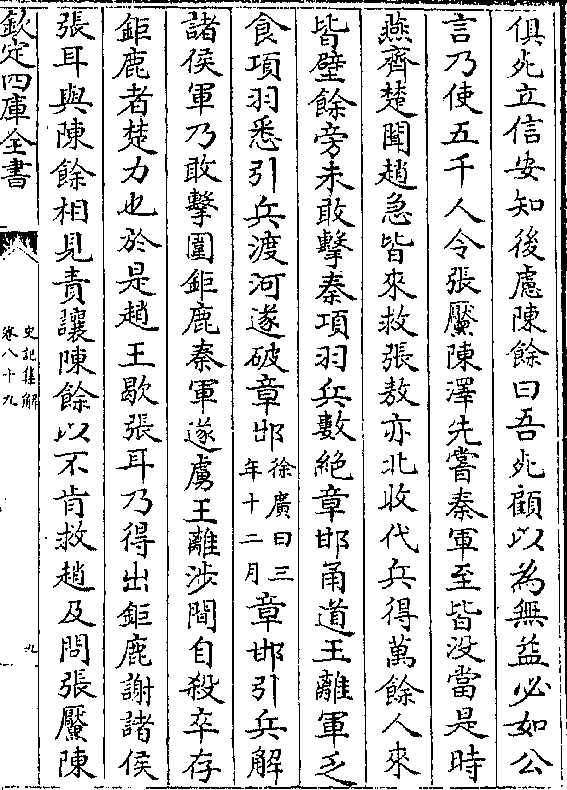 俱死立信安知後慮陳餘曰吾死顧以為無益必如公
言乃使五千人令張黶陳澤先嘗秦軍至皆没當是時
燕齊楚聞趙急皆來救張敖亦北收代兵得萬餘人來
皆壁餘旁未敢擊秦項羽兵數絶章邯甬道王離軍乏
食項羽悉引兵渡河遂破章邯徐廣曰三年十二月章邯引兵解
諸侯軍乃敢擊圍鉅鹿秦軍遂虜王離涉間自殺卒存
鉅鹿者楚力也於是趙王歇張耳乃得出鉅鹿謝諸侯
張耳與陳餘相見責讓陳餘以不肯救趙及問張黶陳
欽定四庫全書
史記集解
卷八十九
九